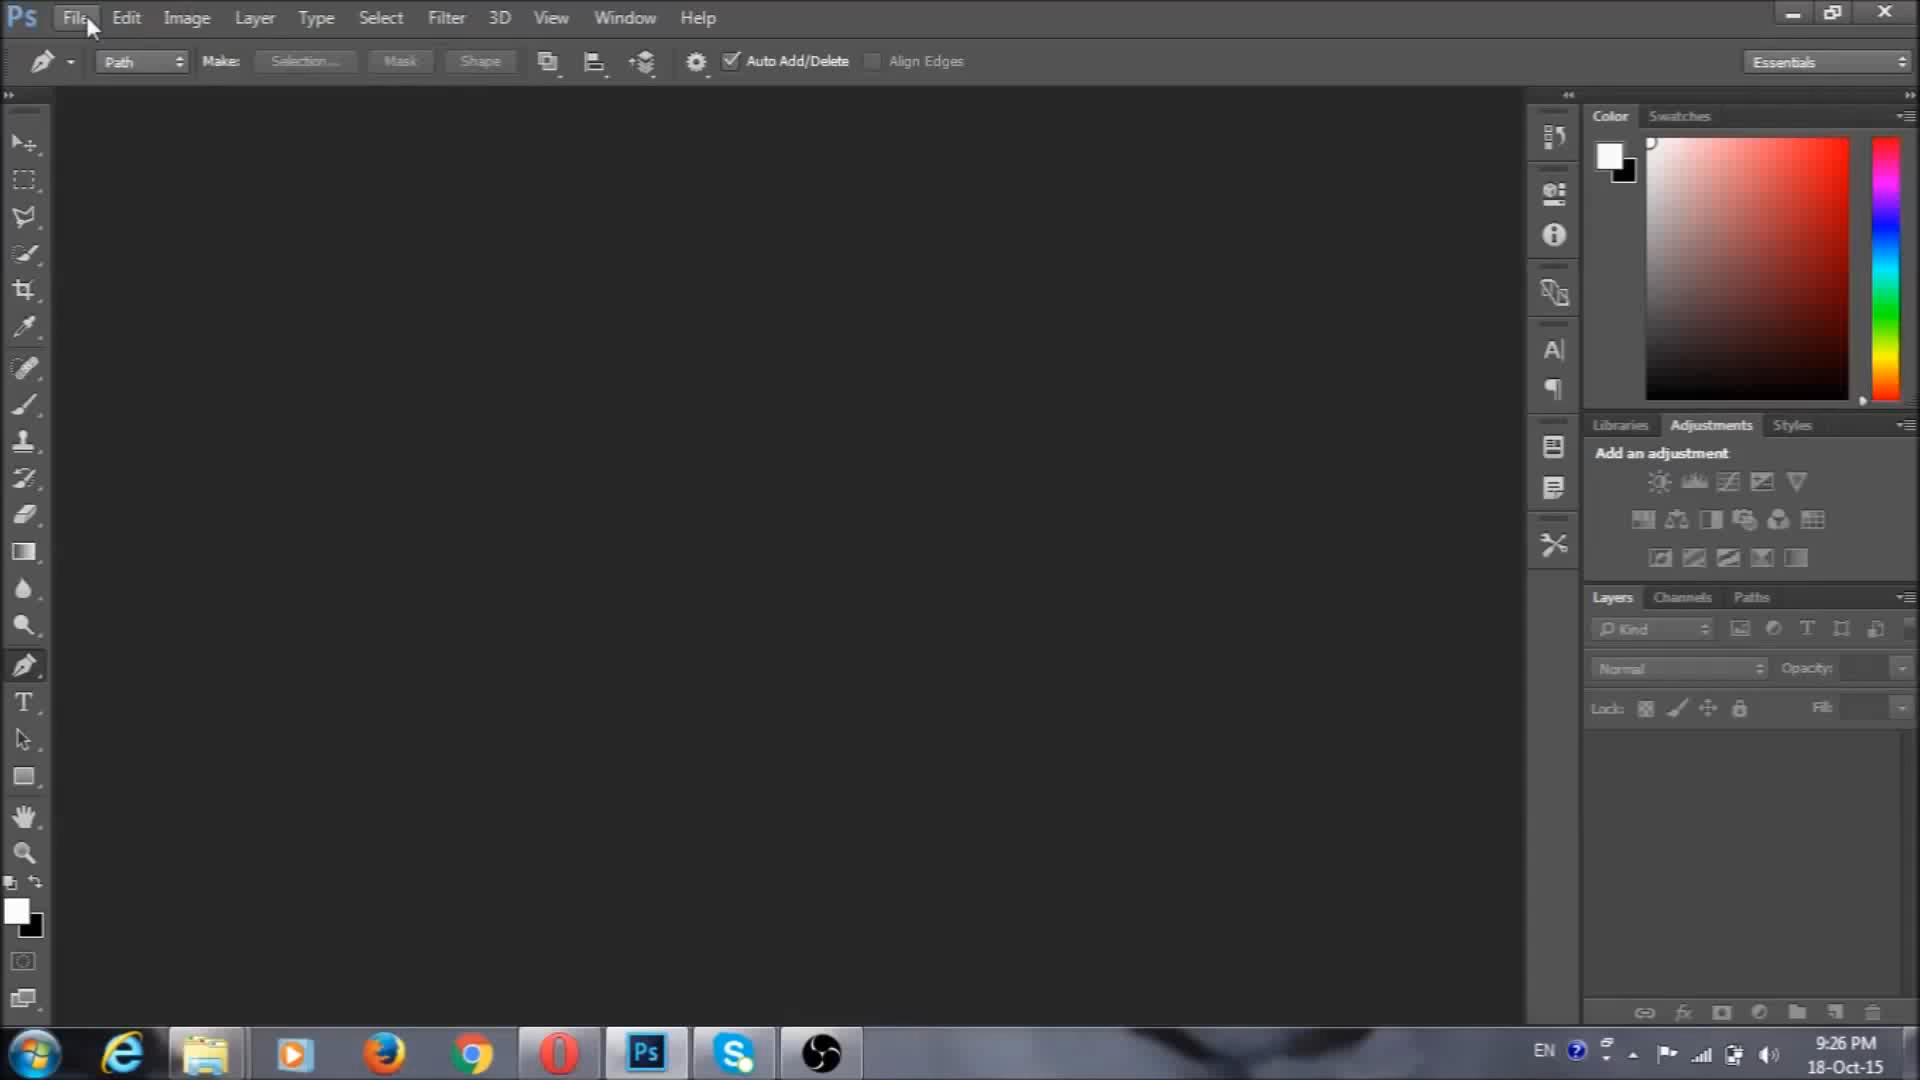 Ps File Edit Image Layer Type Select Filter 3D View Window Help
Path Make: Selection... Mask Shape Auto Add/Delete Align Edges Essentials
Color Swatches
Libraries Adjustments Styles
Add an adjustment
Layers Channels Paths
Kind
Normal Opacity:
Lock: Fill:
Ps
EN
9:26 PM
18-Oct-15